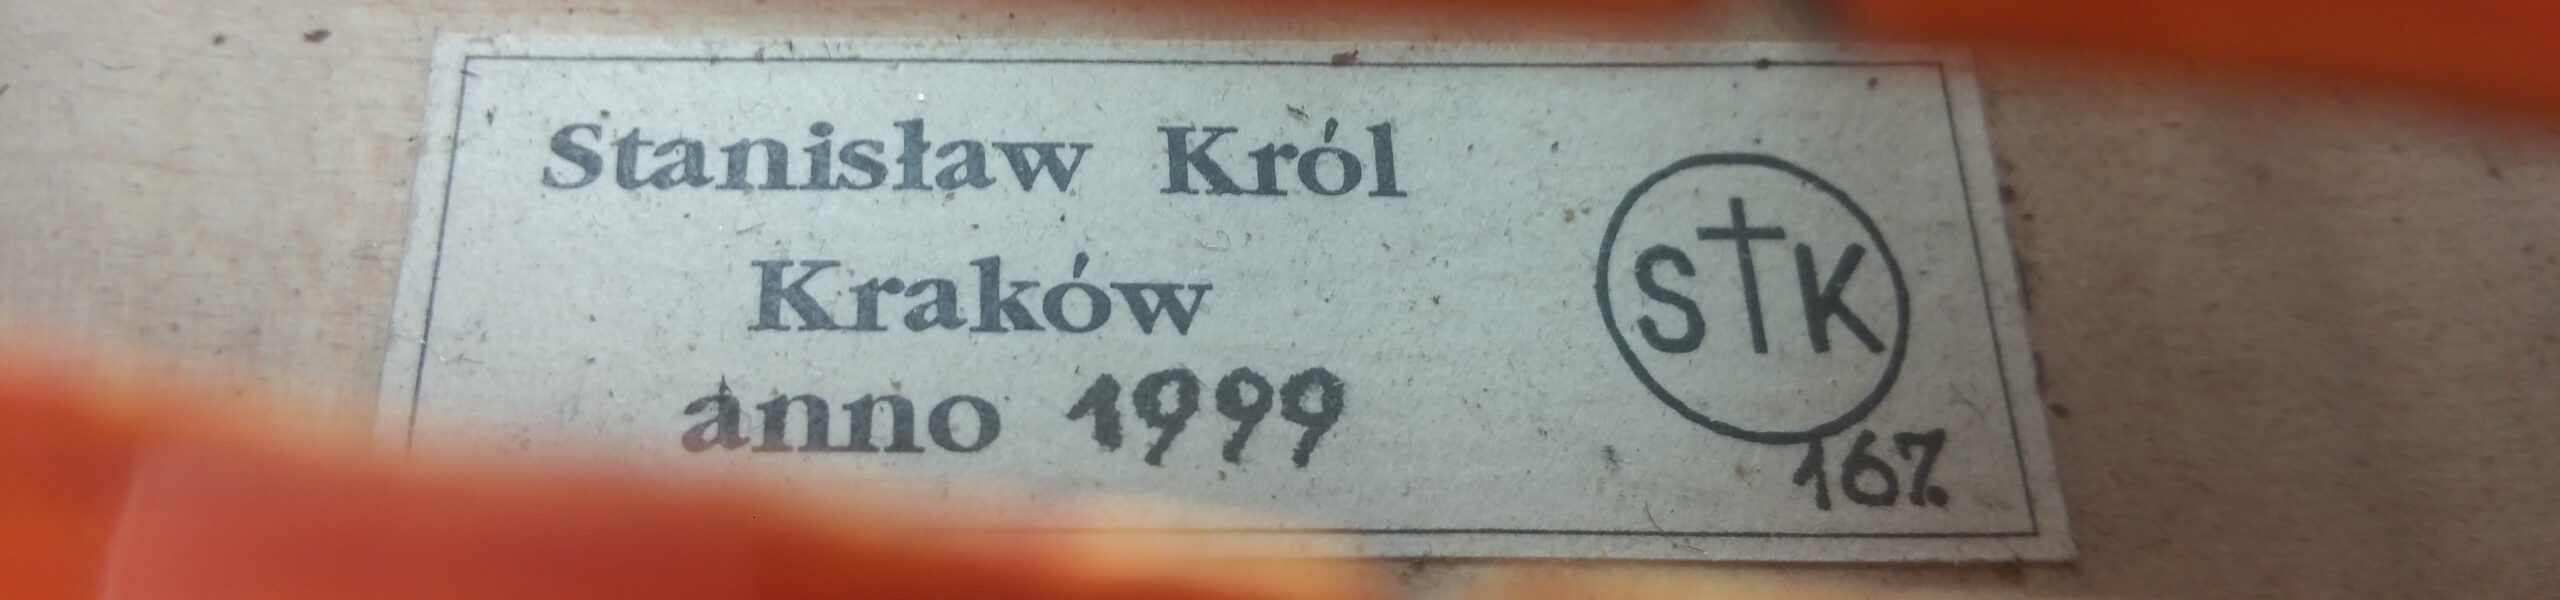 Stanisław Król
Kraków
anno 1999
S†K
167.